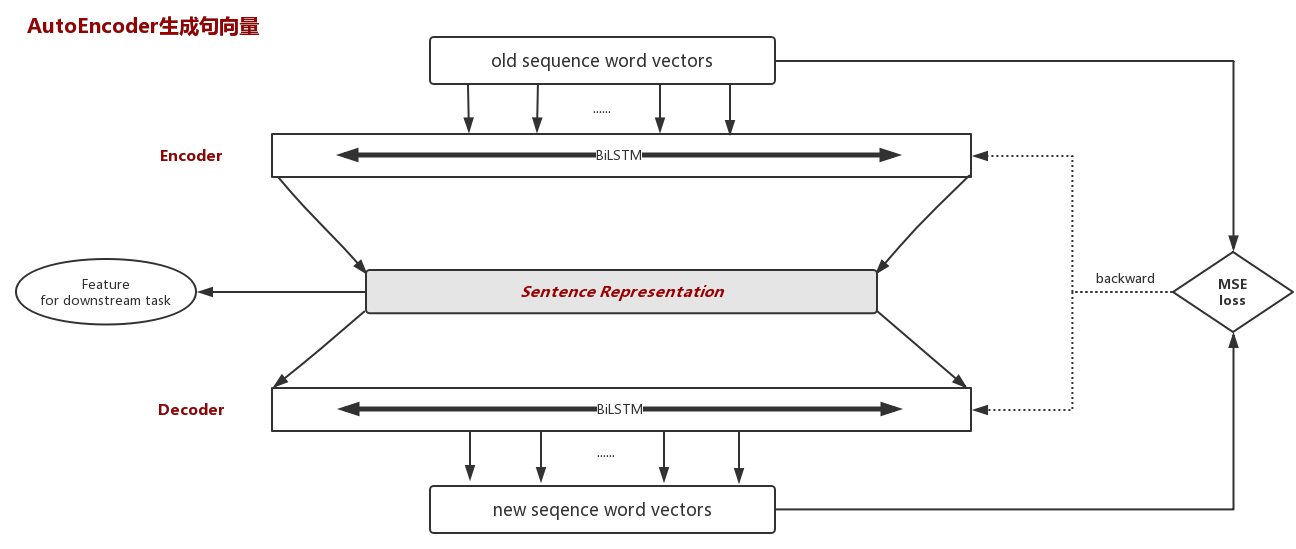 AutoEncoder生成句向量
old sequence word vectors
......
Encoder
BiLSTM
backward
Feature
for downstream task
Sentence Representation
MSE
loss
Decoder
BiLSTM
......
new seqence word vectors